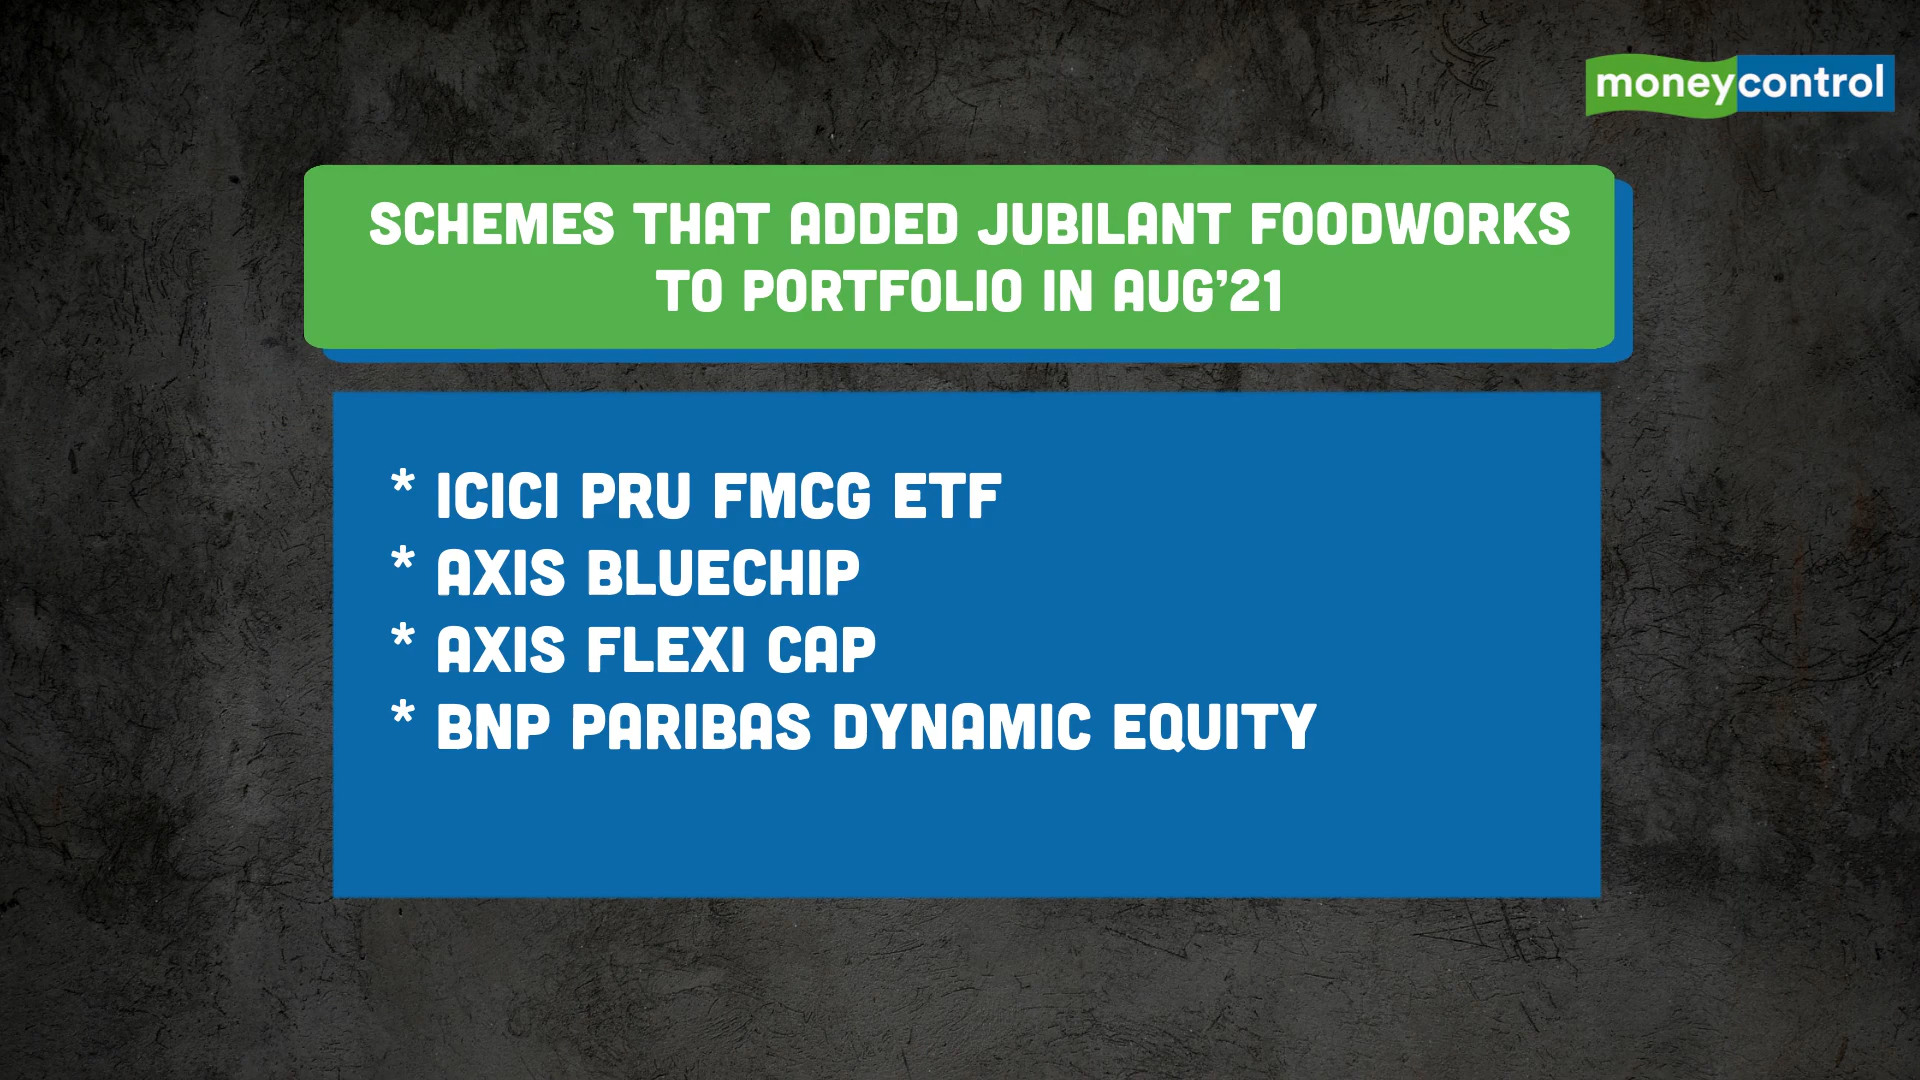 moneycontrol
SCHEMES THAT ADDED JUBILANT FOODWORKS
TO PORTFOLIO IN AUG’21
* ICICI PRU FMCG ETF
* AXIS BLUECHIP
* AXIS FLEXI CAP
* BNP PARIBAS DYNAMIC EQUITY